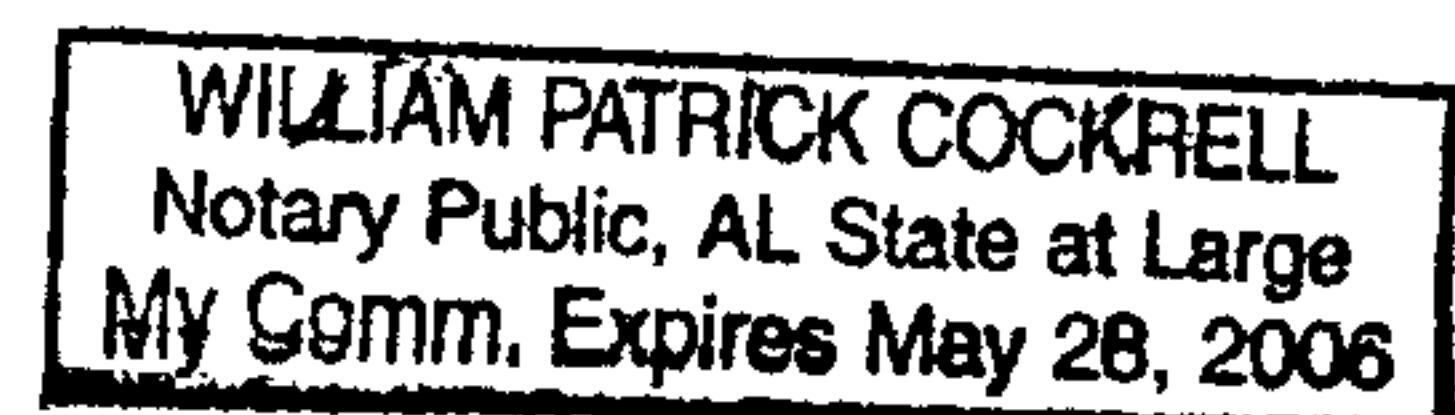 WILLIAM PATRICK COCKRELL
Notary Public, AL State at Large
My Comm. Expires May 28, 2006